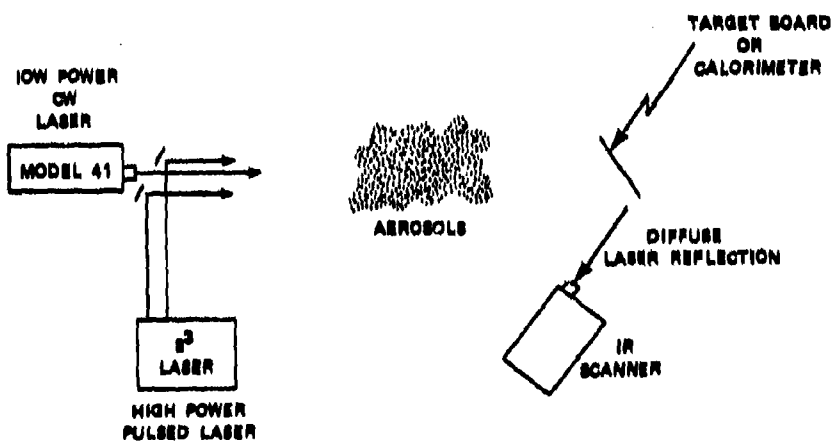 LOW POWER
CW
LASER
MODEL 41
E³
LASER
HIGH POWER
PULSED LASER
AEROSOLS
TARGET BOARD
OR
CALORIMETER
DIFFUSE
LASER REFLECTION
IR
SCANNER